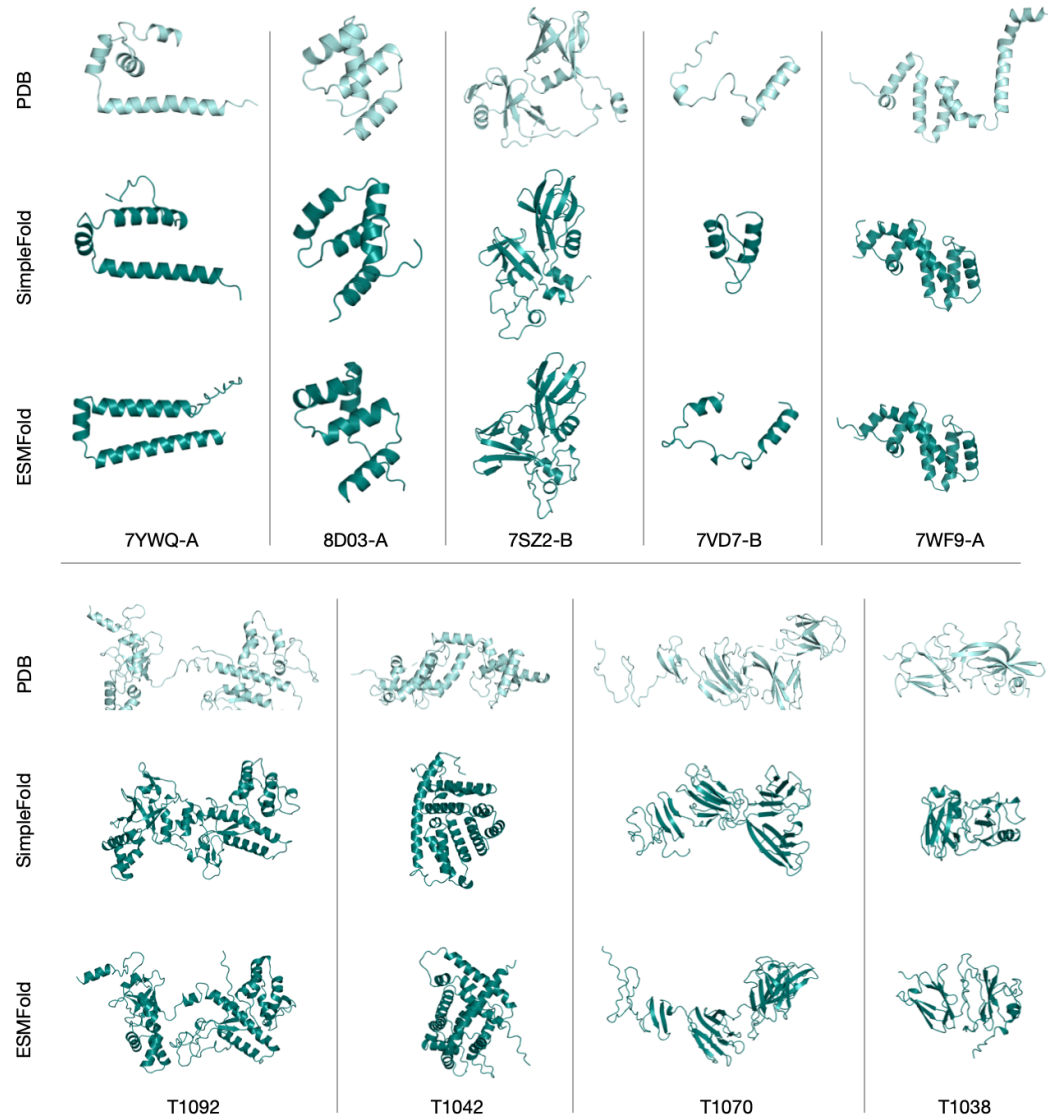 PDB
SimpleFold
ESMFold
7YWQ-A 8D03-A 7SZ2-B 7VD7-B 7WF9-A
PDB
SimpleFold
ESMFold
T1092 T1042 T1070 T1038